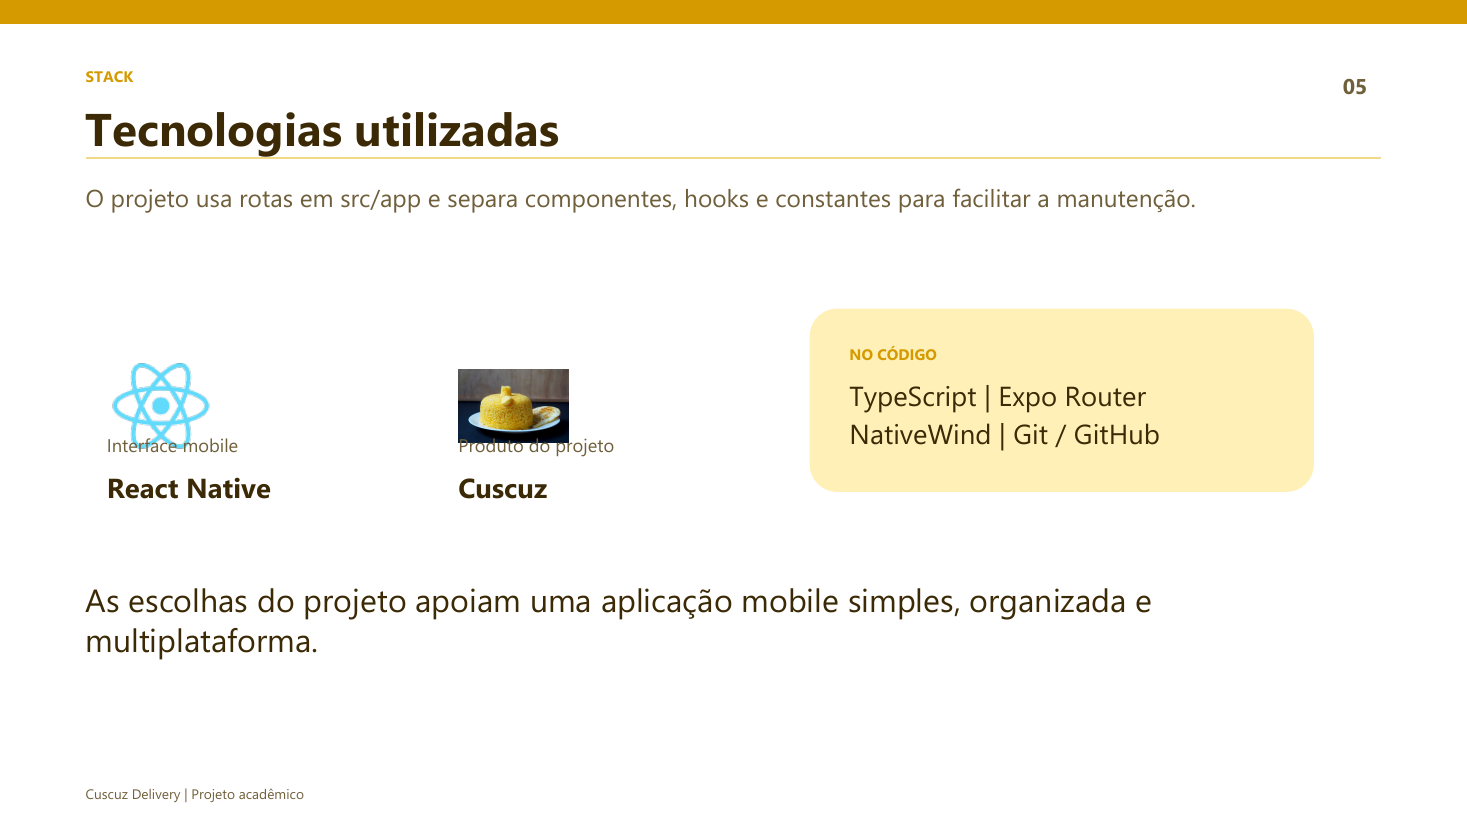 STACK
05
Tecnologias utilizadas
O projeto usa rotas em src/app e separa componentes, hooks e constantes para facilitar a manutenção.
Interface mobile
React Native
Produto do projeto
Cuscuz
NO CÓDIGO
TypeScript | Expo Router
NativeWind | Git / GitHub
As escolhas do projeto apoiam uma aplicação mobile simples, organizada e
multiplataforma.
Cuscuz Delivery | Projeto acadêmico